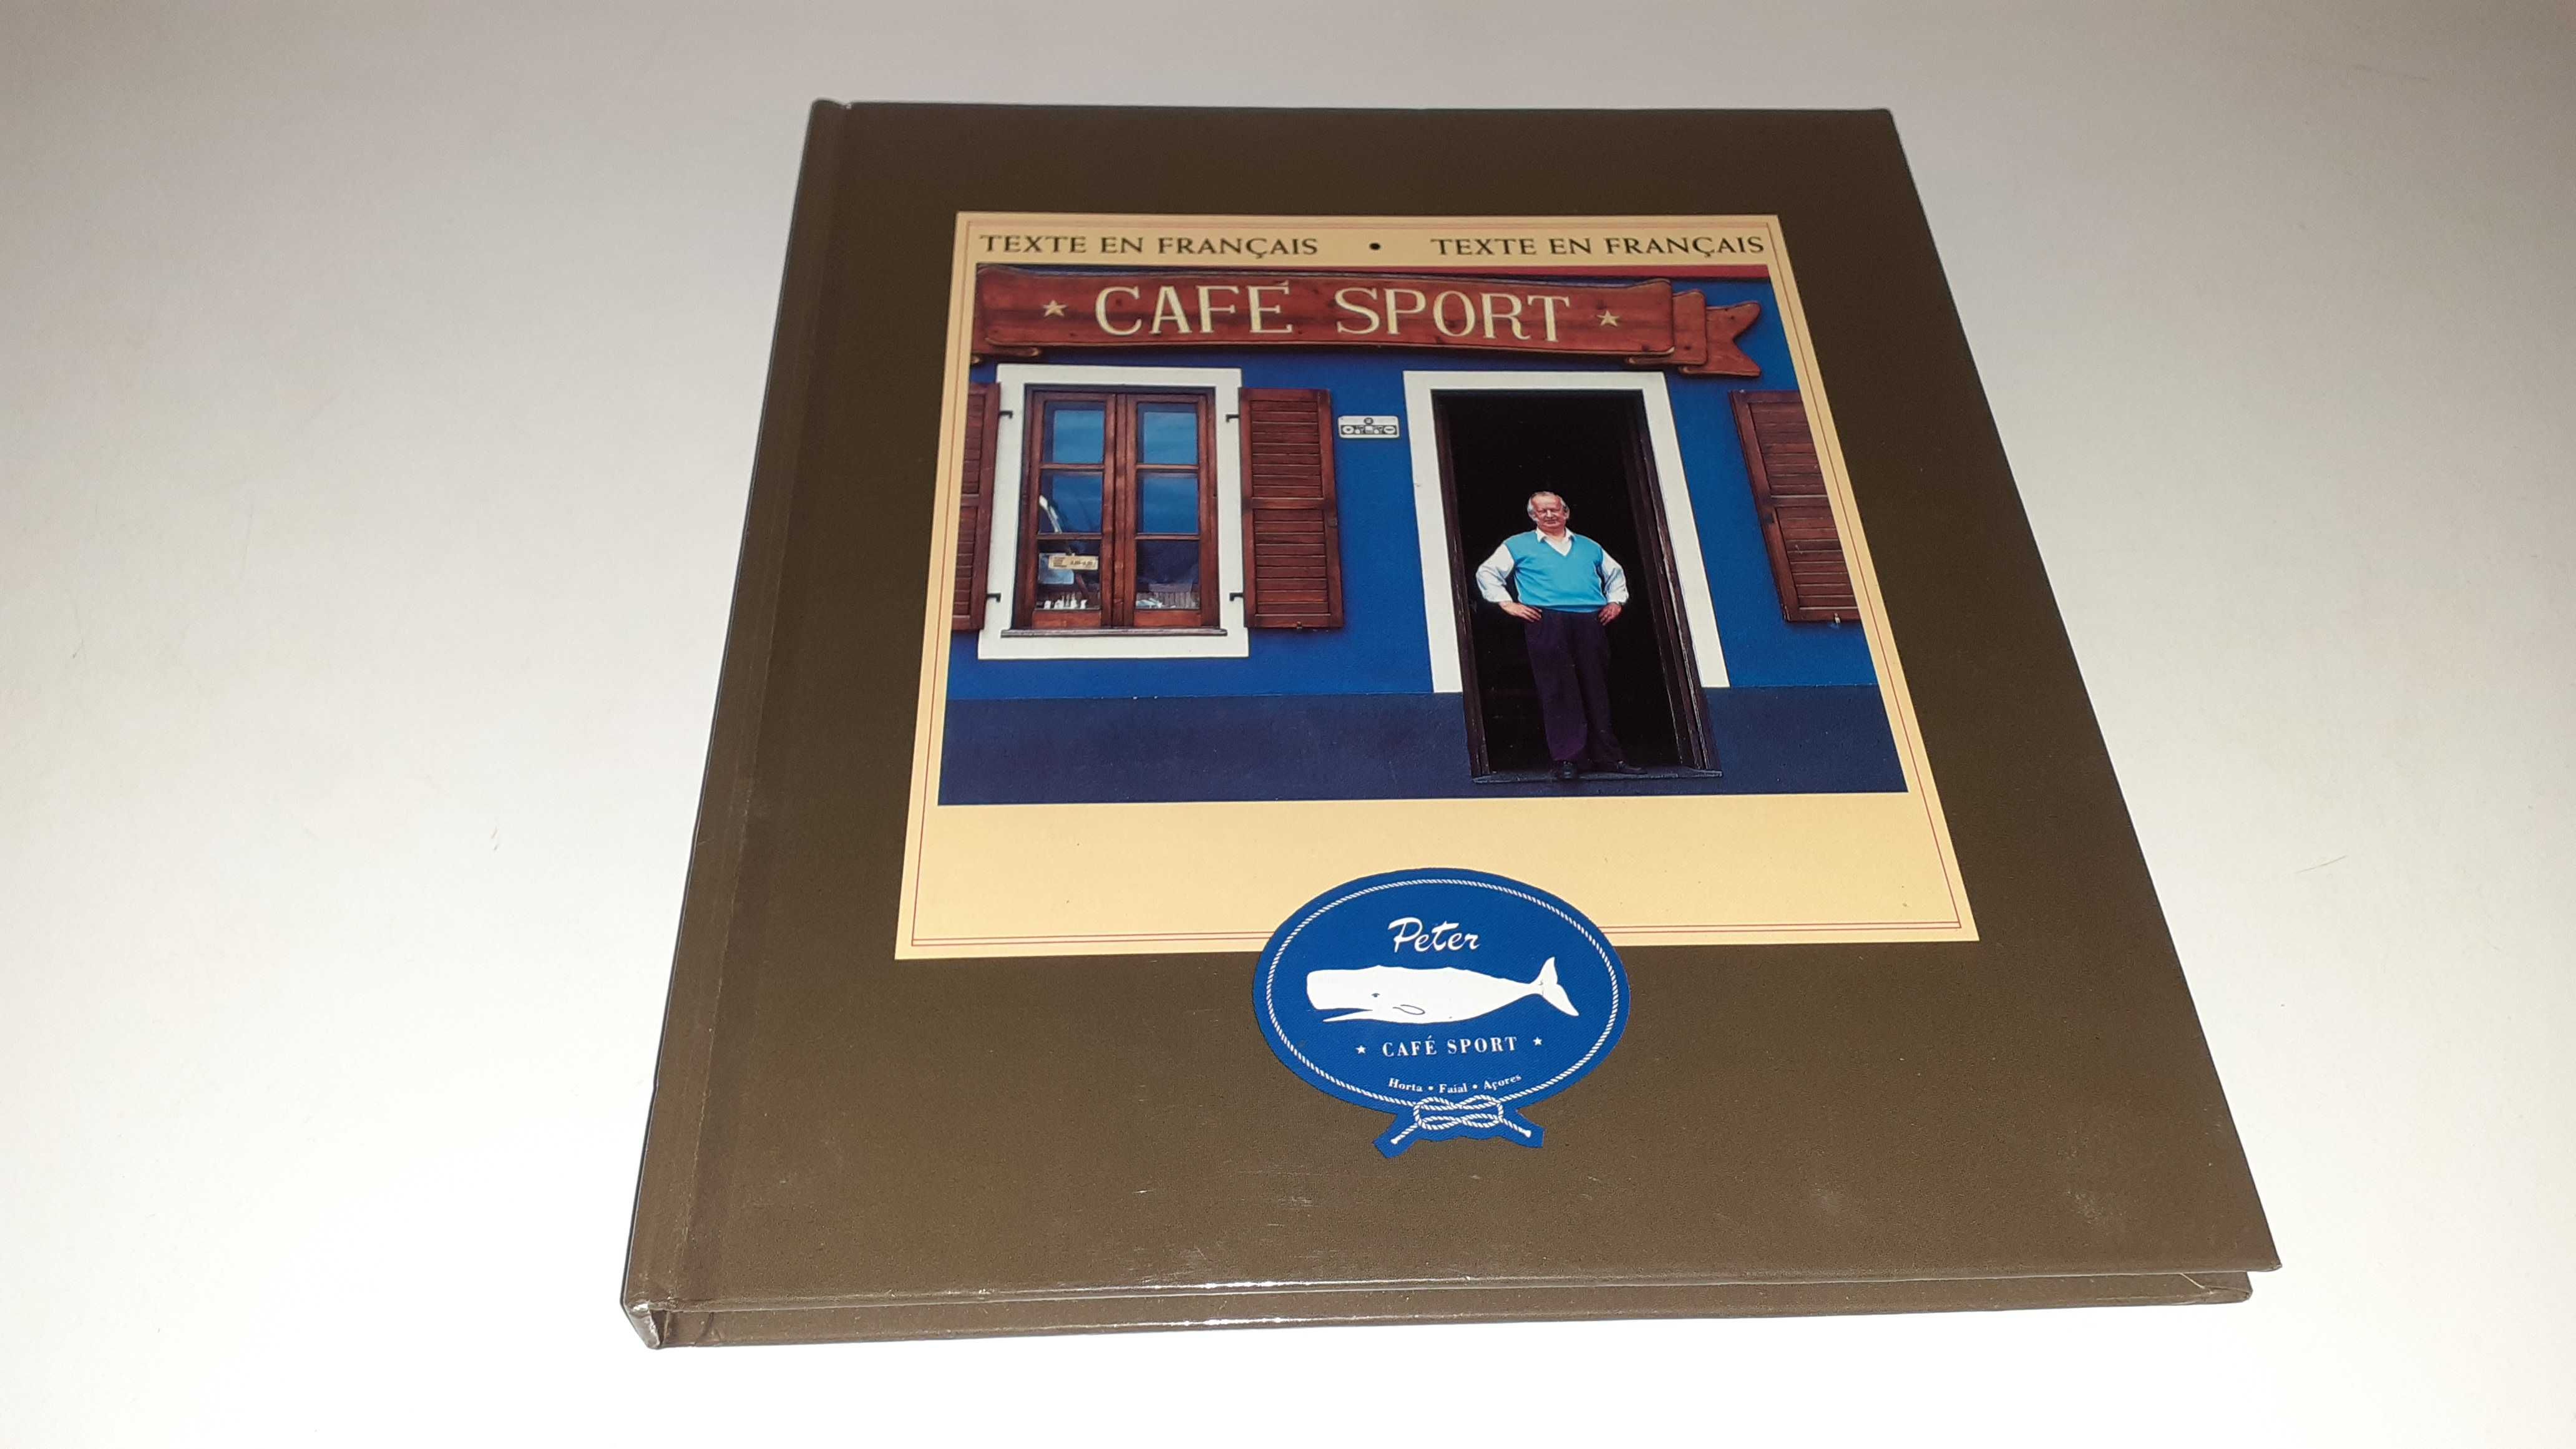 TEXTE EN FRANÇAIS • TEXTE EN FRANÇAIS
★ CAFÉ SPORT ★
Peter
★ CAFÉ SPORT ★
Horta • Faial • Açores